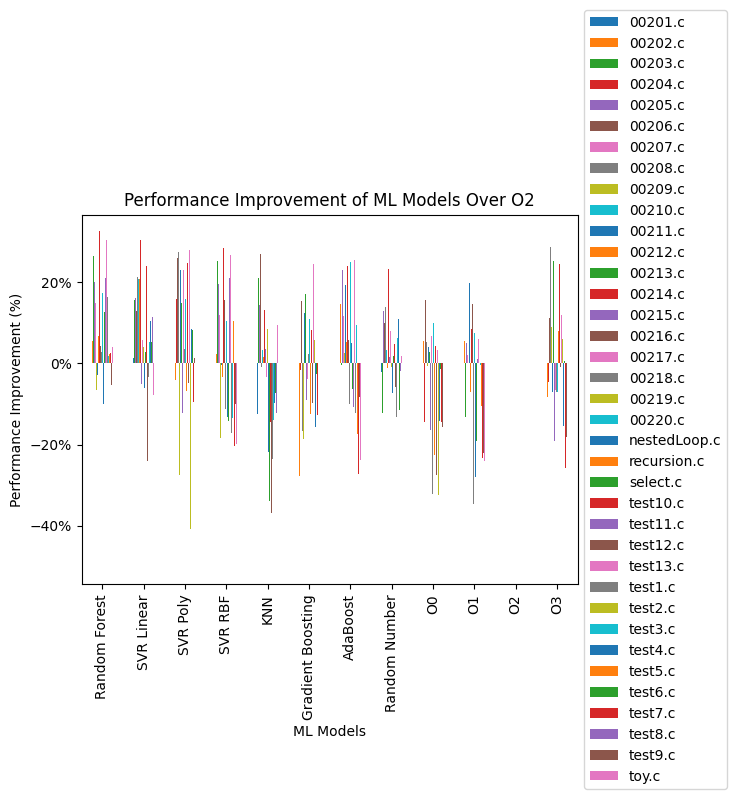 Performance Improvement of ML Models Over O2
Performance Improvement (%)
20%
0%
−20%
−40%
Random Forest
SVR Linear
SVR Poly
SVR RBF
KNN
Gradient Boosting
AdaBoost
Random Number
O0
O1
O2
O3
ML Models
00201.c
00202.c
00203.c
00204.c
00205.c
00206.c
00207.c
00208.c
00209.c
00210.c
00211.c
00212.c
00213.c
00214.c
00215.c
00216.c
00217.c
00218.c
00219.c
00220.c
nestedLoop.c
recursion.c
select.c
test10.c
test11.c
test12.c
test13.c
test1.c
test2.c
test3.c
test4.c
test5.c
test6.c
test7.c
test8.c
test9.c
toy.c